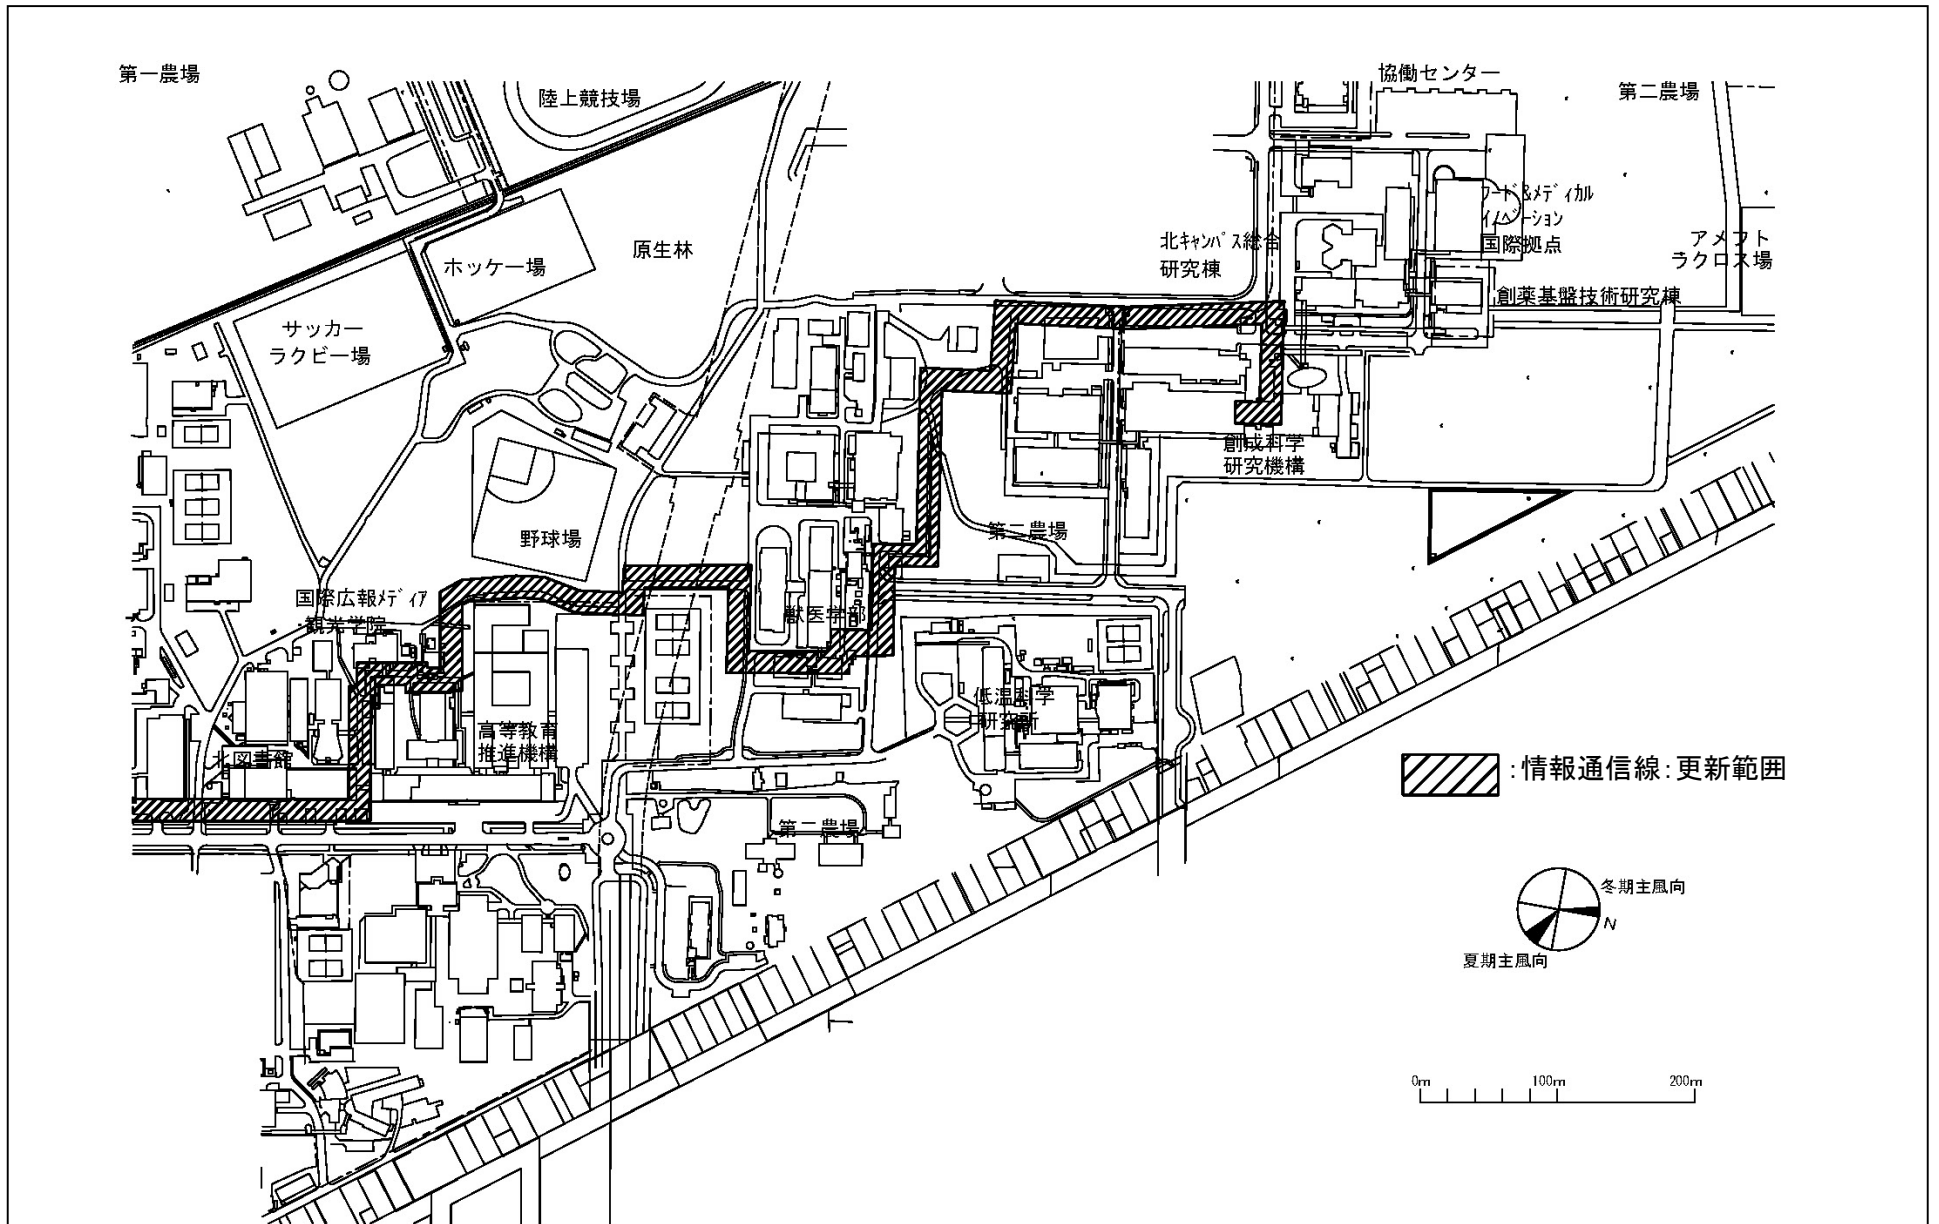 第一農場
陸上競技場
協働センター
第二農場
ホッケー場
原生林
北キャンパス総合
研究棟
フード&メディカル
イノベーション
国際拠点
アメフト
ラクロス場
創薬基盤技術研究棟
サッカー
ラクビー場
創成科学
研究機構
野球場
第二農場
国際広報メディア
観光学院
獣医学部
低温科学
研究所
高等教育
推進機構
北図書館
:情報通信線:更新範囲
第二農場
冬期主風向
N
夏期主風向
0m
100m
200m